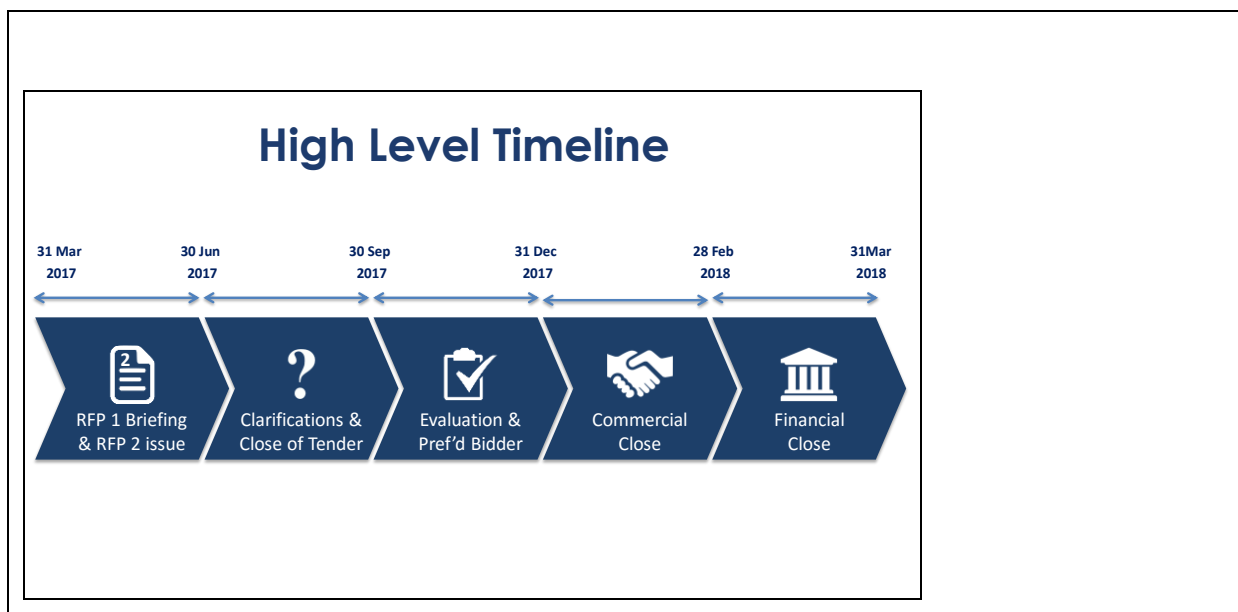 High Level Timeline
31 Mar 30 Jun 30 Sep 31 Dec 28 Feb 31Mar
2017 2017 2017 2017 2018 2018
2
?
RFP 1 Briefing
& RFP 2 issue
Clarifications &
Close of Tender
Evaluation &
Pref'd Bidder
Commercial
Close
Financial
Close